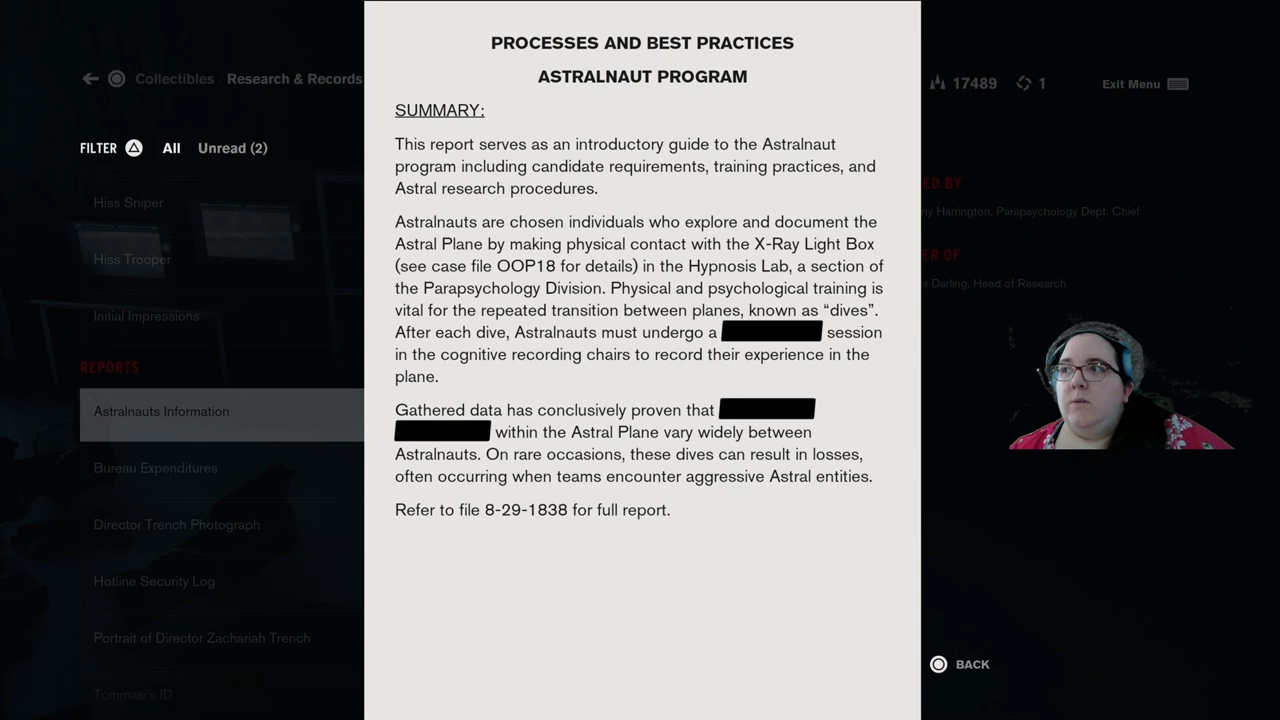 PROCESSES AND BEST PRACTICES
ASTRALNAUT PROGRAM
SUMMARY:
This report serves as an introductory guide to the Astralnaut
program including candidate requirements, training practices, and
Astral research procedures.
Astralnauts are chosen individuals who explore and document the
Astral Plane by making physical contact with the X-Ray Light Box
(see case file OOP18 for details) in the Hypnosis Lab, a section of
the Parapsychology Division. Physical and psychological training is
vital for the repeated transition between planes, known as “dives”.
After each dive, Astralnauts must undergo a session
in the cognitive recording chairs to record their experience in the
plane.
Gathered data has conclusively proven that
within the Astral Plane vary widely between
Astralnauts. On rare occasions, these dives can result in losses,
often occurring when teams encounter aggressive Astral entities.
Refer to file 8-29-1838 for full report.
Collectibles Research & Records
FILTER All Unread (2)
Hiss Sniper
Hiss Trooper
Initial Impressions
REPORTS
Astralnauts Information
Bureau Expenditures
Director Trench Photograph
Hotline Security Log
Portrait of Director Zachariah Trench
Tommasi's ID
17489 1 Exit Menu
BY
Harrington, Parapsychology Dept. Chief
OF
Darling, Head of Research
BACK